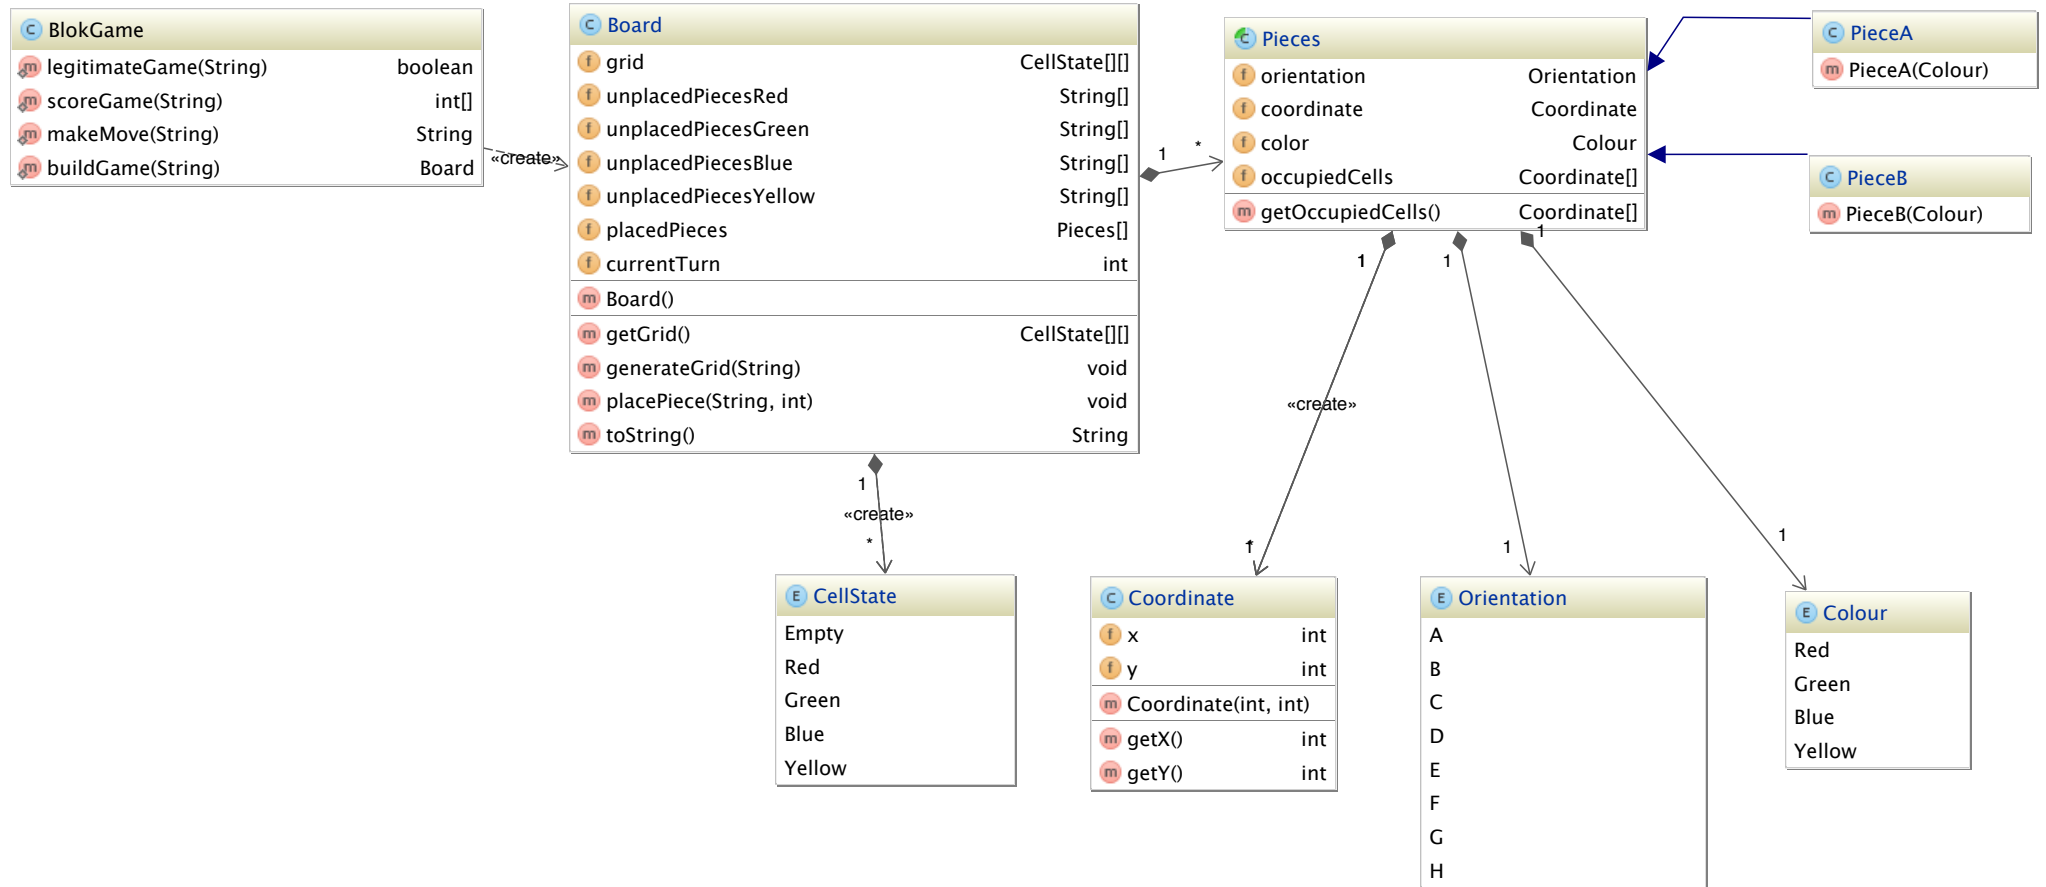 BlokGame
legitimateGame(String) boolean
scoreGame(String) int[]
makeMove(String) String
buildGame(String) Board
«create»
Board
grid CellState[][]
unplacedPiecesRed String[]
unplacedPiecesGreen String[]
unplacedPiecesBlue String[]
unplacedPiecesYellow String[]
placedPieces Pieces[]
currentTurn int
Board()
getGrid() CellState[][]
generateGrid(String) void
placePiece(String, int) void
toString() String
1 *
Pieces
orientation Orientation
coordinate Coordinate
color Colour
occupiedCells Coordinate[]
getOccupiedCells() Coordinate[]
PieceA
PieceA(Colour)
PieceB
PieceB(Colour)
1
«create»
*
1 1 1
«create»
1 1
1
CellState
Empty
Red
Green
Blue
Yellow
Coordinate
x int
y int
Coordinate(int, int)
getX() int
getY() int
Orientation
A
B
C
D
E
F
G
H
Colour
Red
Green
Blue
Yellow